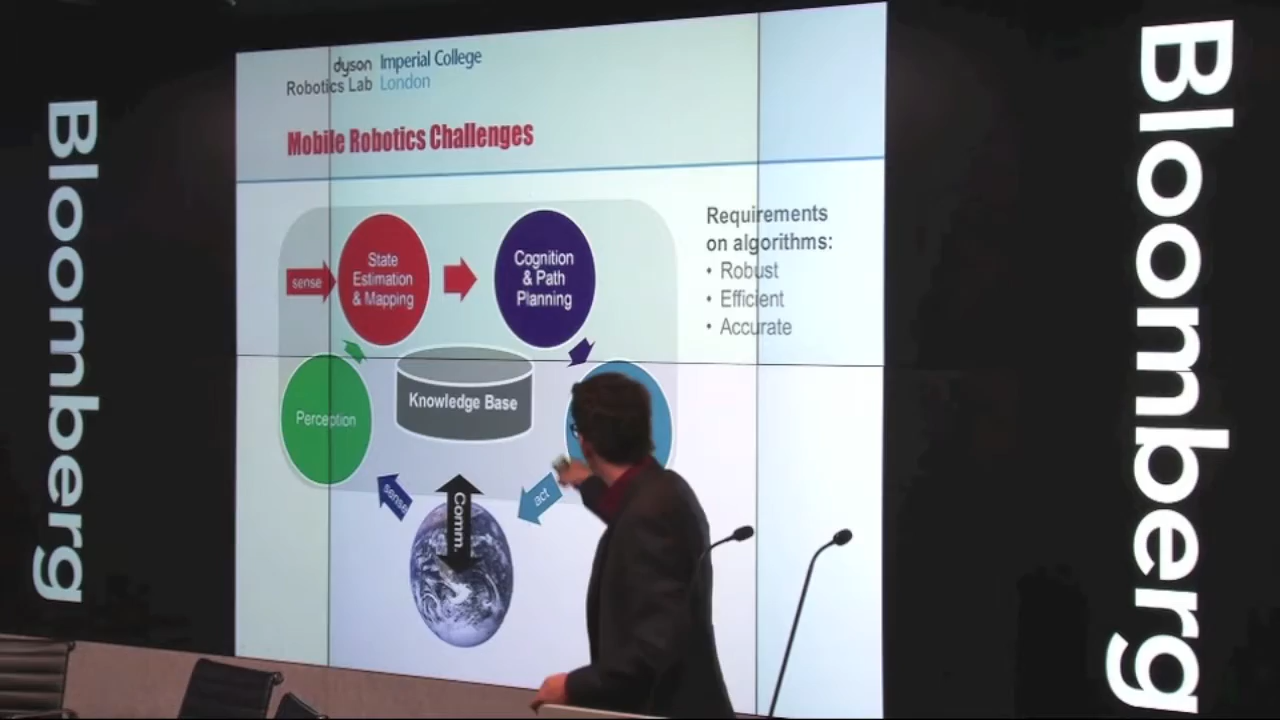 Bloomberg
dyson Imperial College
Robotics Lab London
Mobile Robotics Challenges
sense
State
Estimation
& Mapping
Cognition
& Path
Planning
Requirements
on algorithms:
• Robust
• Efficient
• Accurate
Perception
Knowledge Base
sense
Comm.
act
Bloomberg